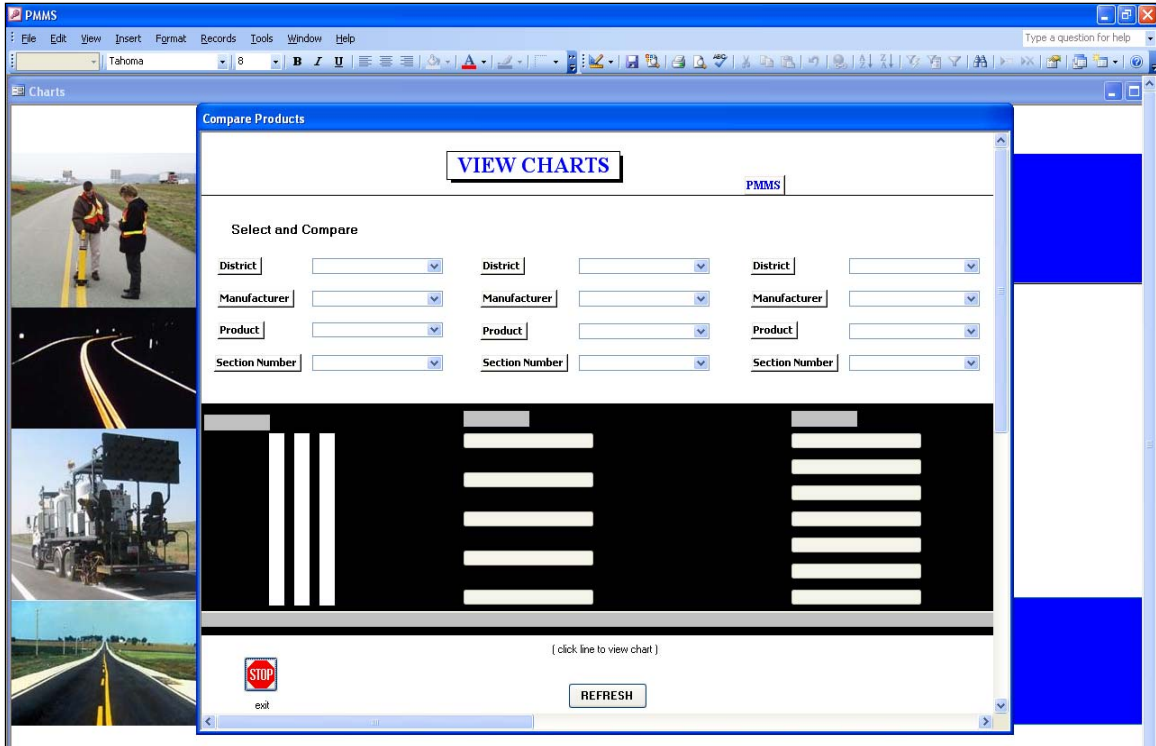 PMMS
File Edit View Insert Format Records Tools Window Help Type a question for help
Tahoma 8 B I U
Charts
Compare Products
VIEW CHARTS
PMMS
Select and Compare
District District District
Manufacturer Manufacturer Manufacturer
Product Product Product
Section Number Section Number Section Number
( click line to view chart )
STOP
exit
REFRESH